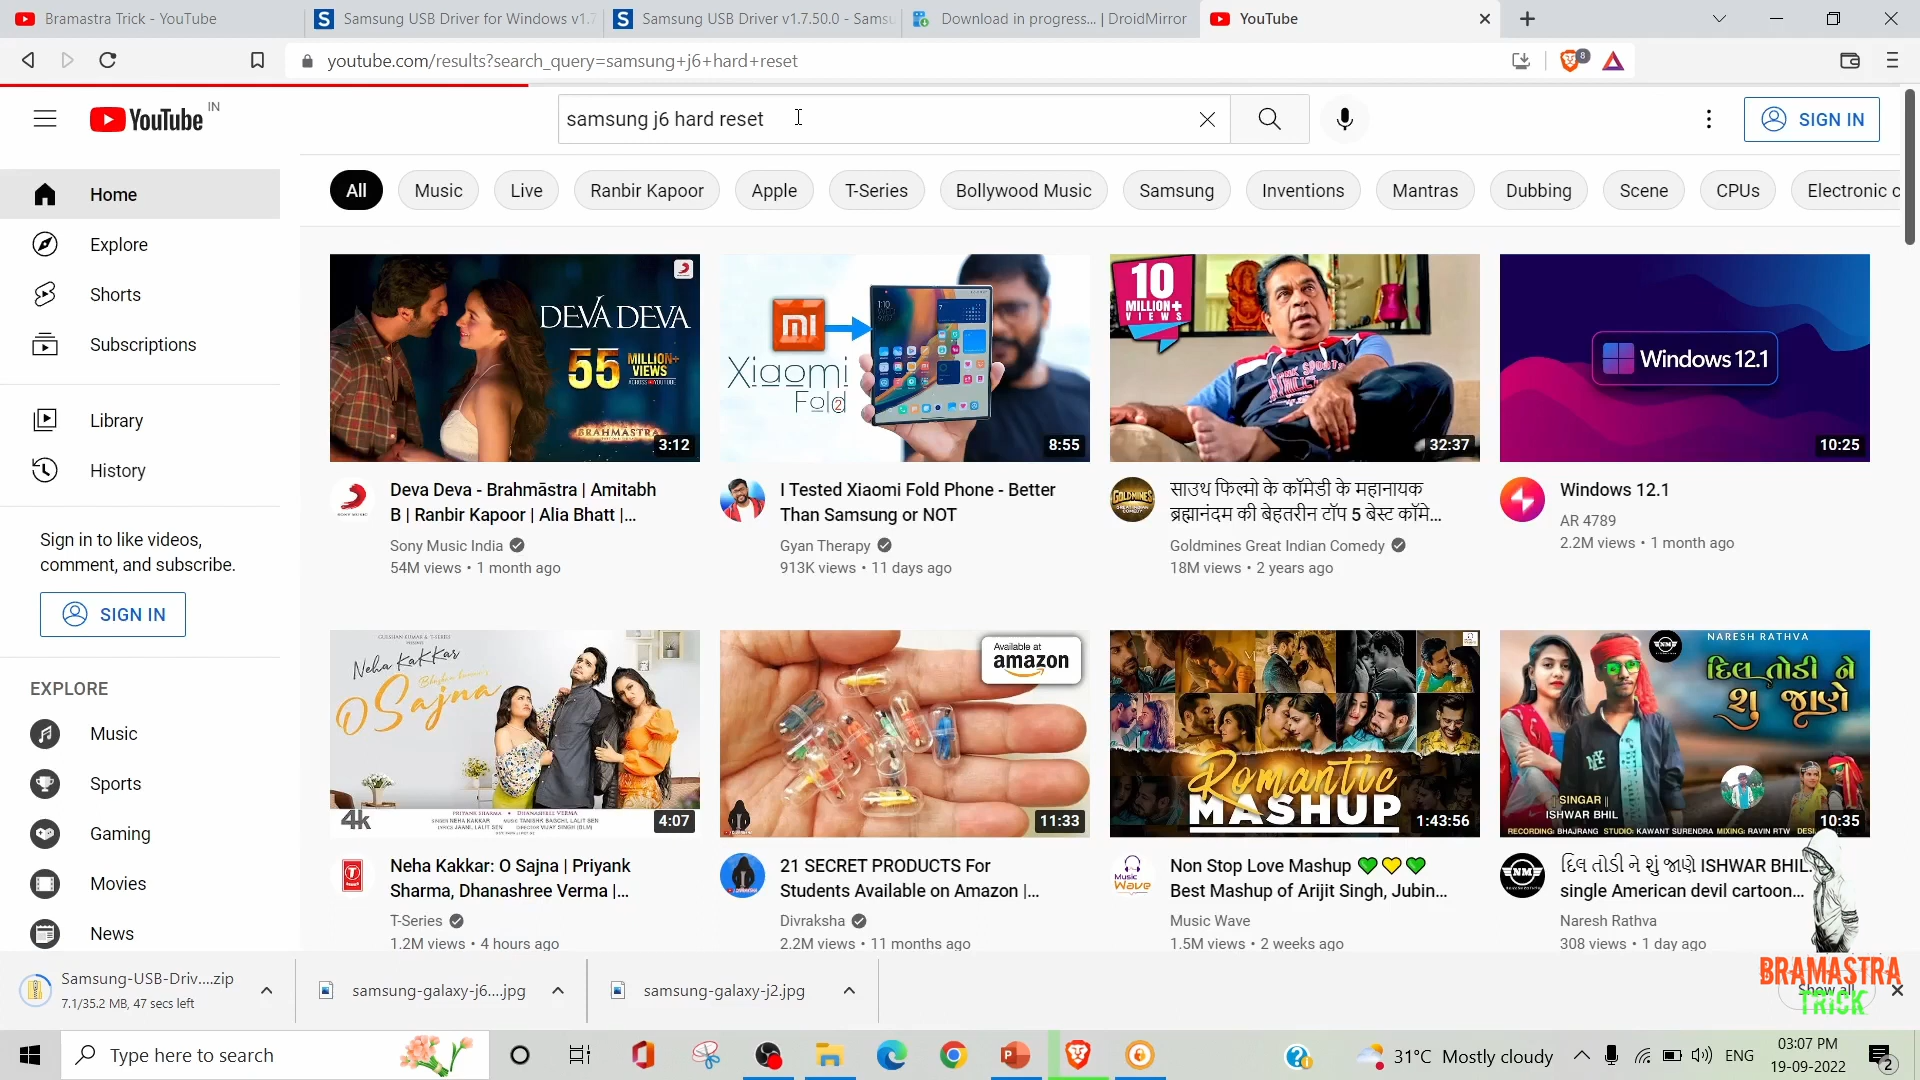 Bramastra Trick - YouTube
Samsung USB Driver for Windows v1.7
Samsung USB Driver v1.7.50.0 - Samsu
Download in progress... | DroidMirror
YouTube
youtube.com/results?search_query=samsung+j6+hard+reset
8
YouTube IN
samsung j6 hard reset
SIGN IN
All
Music
Live
Ranbir Kapoor
Apple
T-Series
Bollywood Music
Samsung
Inventions
Mantras
Dubbing
Scene
CPUs
Electronic c
Home
Explore
Shorts
Subscriptions
Library
History
Sign in to like videos,
comment, and subscribe.
SIGN IN
EXPLORE
Music
Sports
Gaming
Movies
News
DEVA DEVA
55 MILLION+
VIEWS
BRAHMASTRA
3:12
Deva Deva - Brahmāstra | Amitabh
B | Ranbir Kapoor | Alia Bhatt |...
Sony Music India
54M views • 1 month ago
MI
Xiaomi
Fold 2
8:55
I Tested Xiaomi Fold Phone - Better
Than Samsung or NOT
Gyan Therapy
913K views • 11 days ago
10
MILLION+
VIEWS
32:37
साउथ फिल्मो के कॉमेडी के महानायक
ब्रह्मानंदम की बेहतरीन टॉप 5 बेस्ट कॉमे...
Goldmines Great Indian Comedy
18M views • 2 years ago
Windows 12.1
10:25
Windows 12.1
AR 4789
2.2M views • 1 month ago
Neha Kakkar
O Sajna
4k
4:07
Neha Kakkar: O Sajna | Priyank
Sharma, Dhanashree Verma |...
T-Series
1.2M views • 4 hours ago
Available at
amazon
11:33
21 SECRET PRODUCTS For
Students Available on Amazon |...
Divraksha
2.2M views • 11 months ago
Romantic
MASHUP
1:43:56
Non Stop Love Mashup 💚💛💚
Best Mashup of Arijit Singh, Jubin...
Music Wave
1.5M views • 2 weeks ago
NARESH RATHVA
દિલ તોડી ને
શું જાણે
SINGAR ||
ISHWAR BHIL
10:35
દિલ તોડી ને શું જાણે ISHWAR BHIL
single American devil cartoon...
Naresh Rathva
308 views • 1 day ago
Samsung-USB-Driv....zip
7.1/35.2 MB, 47 secs left
samsung-galaxy-j6....jpg
samsung-galaxy-j2.jpg
Show all
BRAMASTRA
TRICK
Type here to search
31°C Mostly cloudy
ENG
03:07 PM
19-09-2022
2